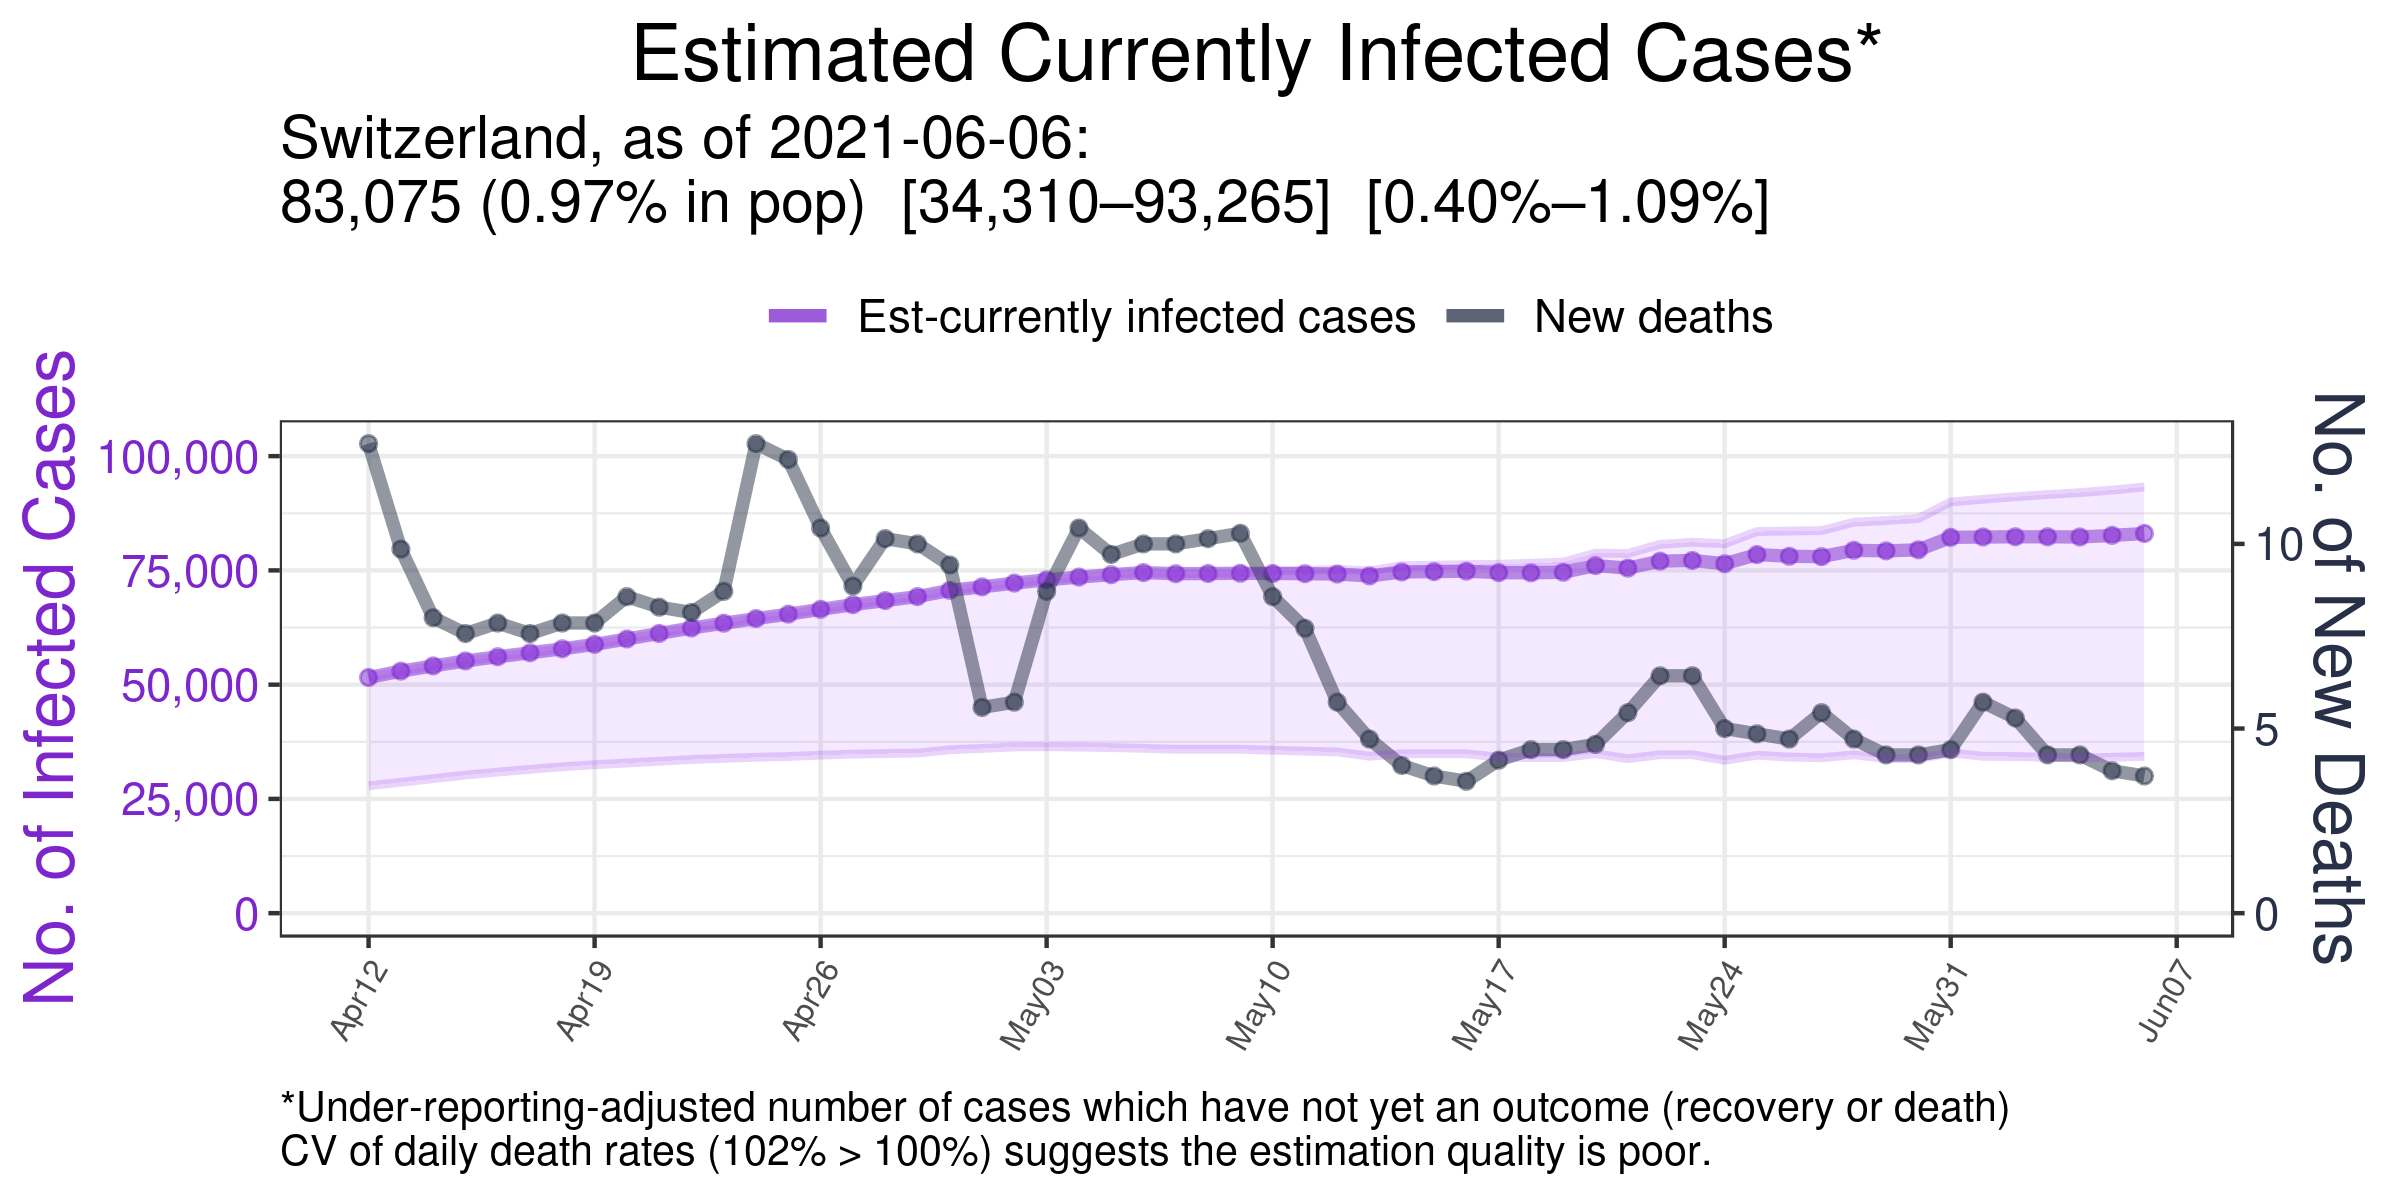 Estimated Currently Infected Cases*
Switzerland, as of 2021-06-06:
83,075 (0.97% in pop)  [34,310–93,265]  [0.40%–1.09%]
Est-currently infected cases
New deaths
No. of Infected Cases
100,000
75,000
50,000
25,000
0
No. of New Deaths
10
5
0
Apr12
Apr19
Apr26
May03
May10
May17
May24
May31
Jun07
*Under-reporting-adjusted number of cases which have not yet an outcome (recovery or death)
CV of daily death rates (102% > 100%) suggests the estimation quality is poor.